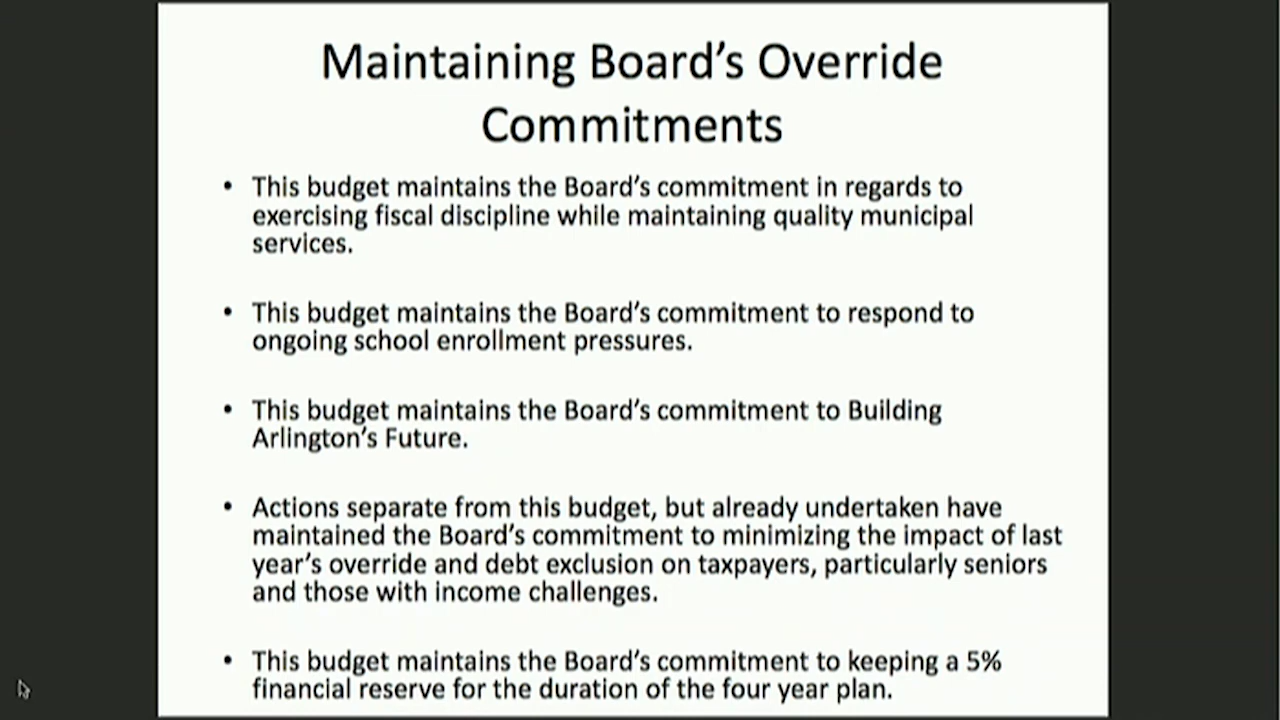 Maintaining Board's Override
Commitments
• This budget maintains the Board's commitment in regards to
exercising fiscal discipline while maintaining quality municipal
services.
• This budget maintains the Board's commitment to respond to
ongoing school enrollment pressures.
• This budget maintains the Board's commitment to Building
Arlington's Future.
• Actions separate from this budget, but already undertaken have
maintained the Board's commitment to minimizing the impact of last
year's override and debt exclusion on taxpayers, particularly seniors
and those with income challenges.
• This budget maintains the Board's commitment to keeping a 5%
financial reserve for the duration of the four year plan.